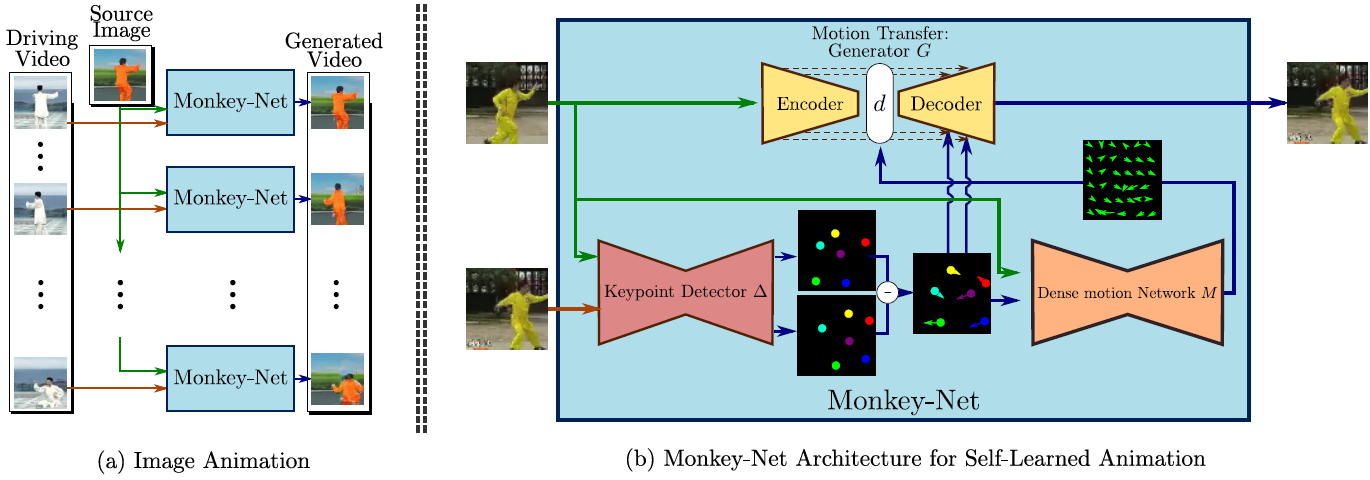 Driving
Video
Source
Image
Generated
Video
Monkey-Net
Monkey-Net
Monkey-Net
(a) Image Animation
Motion Transfer:
Generator G
Encoder
d
Decoder
Keypoint Detector Δ
-
Dense motion Network M
Monkey-Net
(b) Monkey-Net Architecture for Self-Learned Animation